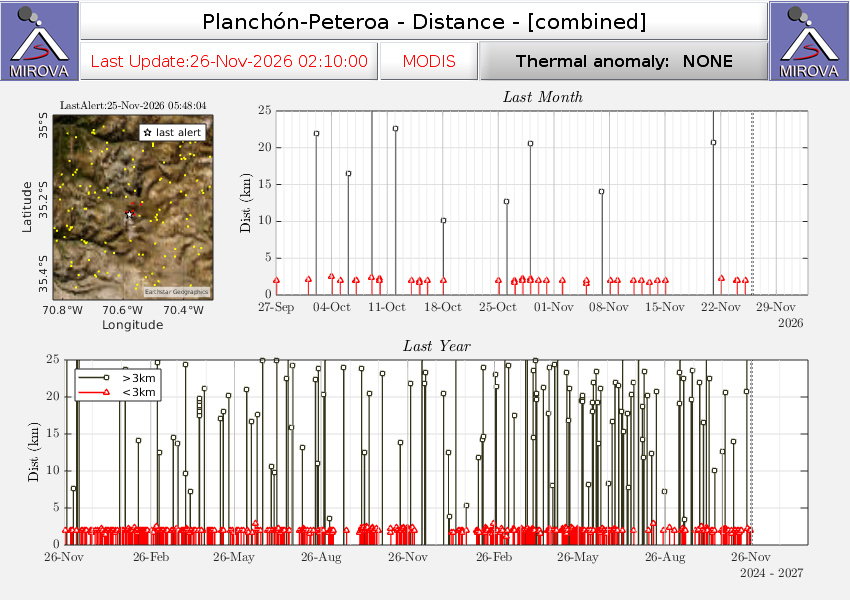 Planchón-Peteroa - Distance - [combined]
MIROVA
Last Update:26-Nov-2026 02:10:00
MODIS
Thermal anomaly: NONE
MIROVA
LastAlert:25-Nov-2026 05:48:04
last alert
35°S
35.2°S
35.4°S
Latitude
Earthstar Geographics
70.8°W
70.6°W
70.4°W
Longitude
Last Month
25
20
15
10
5
0
Dist (km)
27-Sep
04-Oct
11-Oct
18-Oct
25-Oct
01-Nov
08-Nov
15-Nov
22-Nov
29-Nov
2026
Last Year
>3km
<3km
25
20
15
10
5
0
Dist (km)
26-Nov
26-Feb
26-May
26-Aug
26-Nov
26-Feb
26-May
26-Aug
26-Nov
2024 - 2027